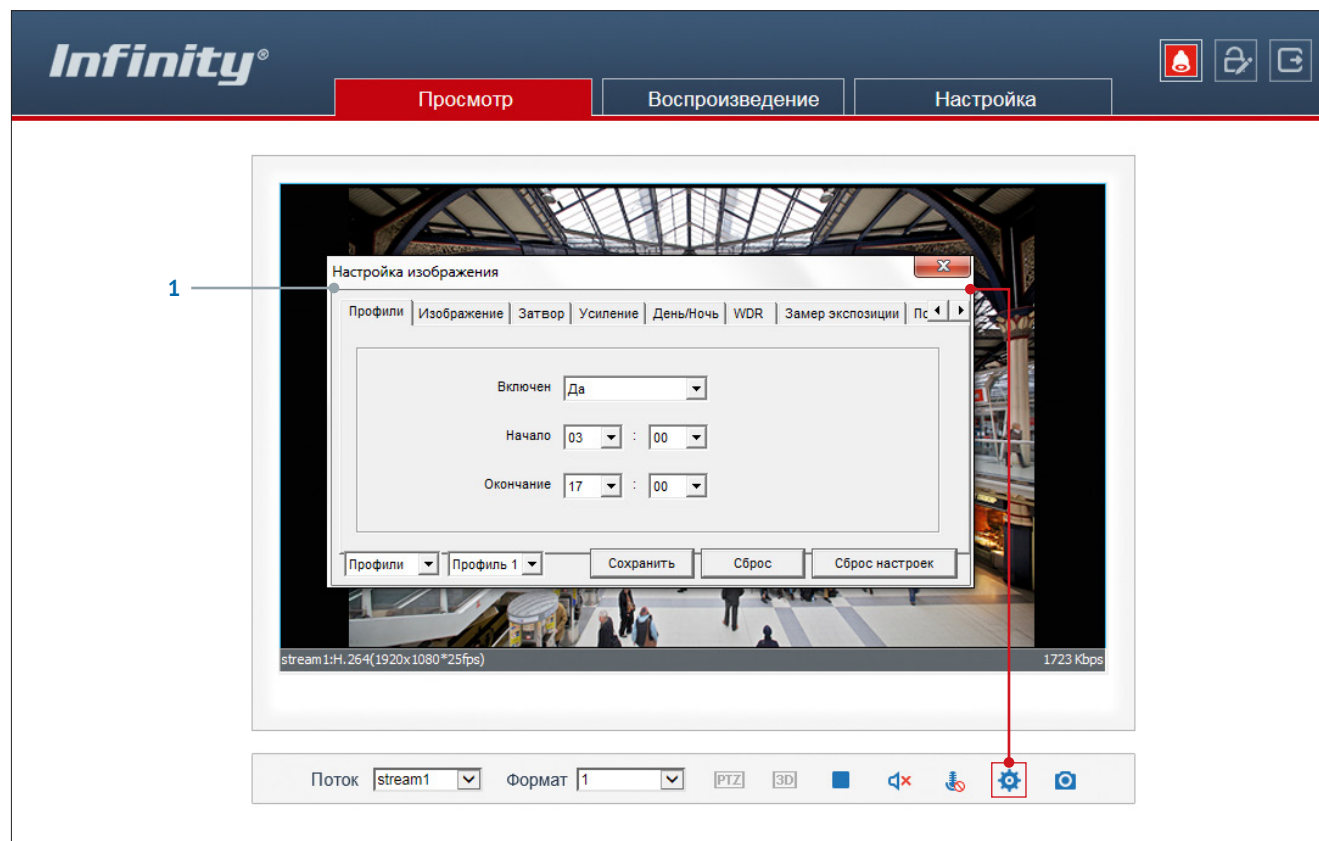 Infinity®
Просмотр Воспроизведение Настройка
1
Настройка изображения
Профили Изображение Затвор Усиление День/Ночь WDR Замер экспозиции По
Включен Да
Начало 03 : 00
Окончание 17 : 00
Профили Профиль 1 Сохранить Сброс Сброс настроек
stream1:H.264(1920x1080*25fps) 1723 Kbps
Поток stream1 Формат 1 PTZ 3D